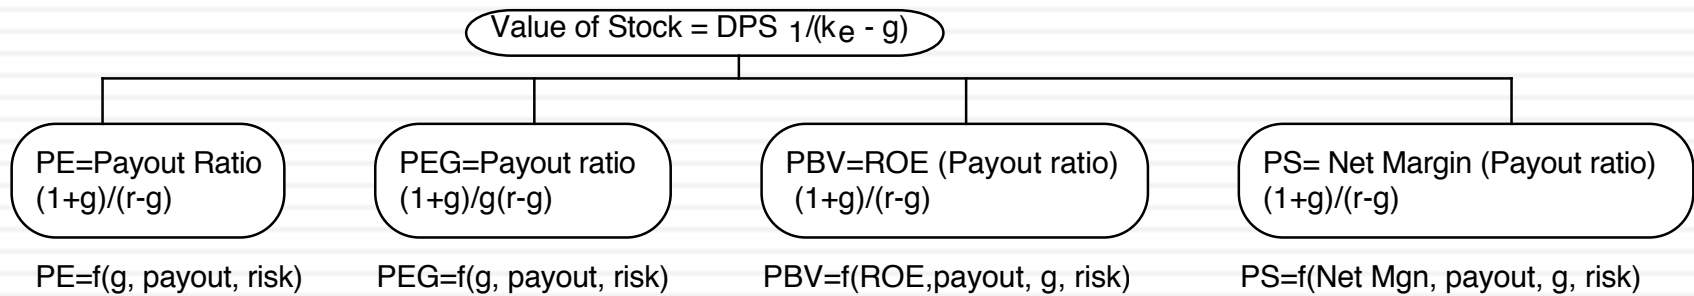 Value of Stock = DPS 1/(ke - g)
PE=Payout Ratio
(1+g)/(r-g)
PEG=Payout ratio
(1+g)/g(r-g)
PBV=ROE (Payout ratio)
(1+g)/(r-g)
PS= Net Margin (Payout ratio)
(1+g)/(r-g)
PE=f(g, payout, risk)
PEG=f(g, payout, risk)
PBV=f(ROE,payout, g, risk)
PS=f(Net Mgn, payout, g, risk)